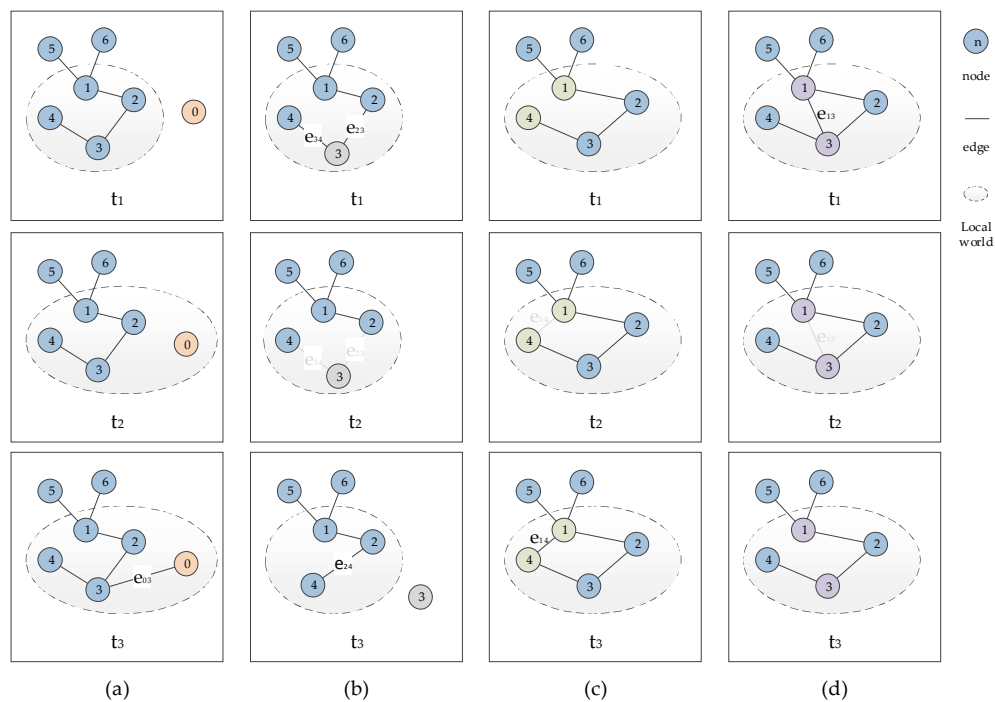 5 6 1 2 4 3 0
t1
5 6 1 2 4 e34 e23 3
t1
5 6 1 2 4 3
t1
5 6 1 2 4 e13 3
t1
n
node
edge
Local
world
5 6 1 2 4 3 0
t2
5 6 1 2 4 e34 e23 3
t2
5 6 e14 1 2 4 3
t2
5 6 1 2 4 e13 3
t2
5 6 1 2 4 0 e03 3
t3
5 6 1 2 e24 4 3
t3
5 6 e14 1 2 4 3
t3
5 6 1 2 4 3
t3
(a) (b) (c) (d)